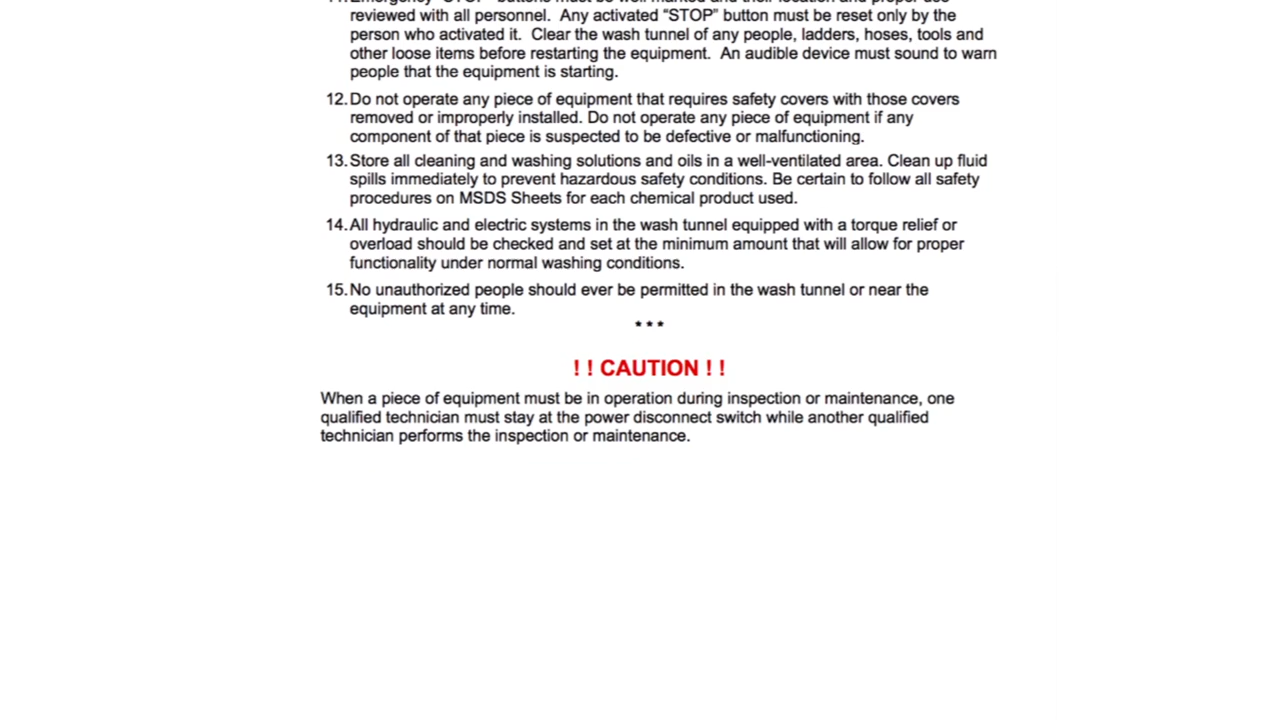 reviewed with all personnel.  Any activated “STOP” button must be reset only by the
person who activated it.  Clear the wash tunnel of any people, ladders, hoses, tools and
other loose items before restarting the equipment.  An audible device must sound to warn
people that the equipment is starting.
12. Do not operate any piece of equipment that requires safety covers with those covers
removed or improperly installed. Do not operate any piece of equipment if any
component of that piece is suspected to be defective or malfunctioning.
13. Store all cleaning and washing solutions and oils in a well-ventilated area. Clean up fluid
spills immediately to prevent hazardous safety conditions. Be certain to follow all safety
procedures on MSDS Sheets for each chemical product used.
14. All hydraulic and electric systems in the wash tunnel equipped with a torque relief or
overload should be checked and set at the minimum amount that will allow for proper
functionality under normal washing conditions.
15. No unauthorized people should ever be permitted in the wash tunnel or near the
equipment at any time.
* * *
! ! CAUTION ! !
When a piece of equipment must be in operation during inspection or maintenance, one
qualified technician must stay at the power disconnect switch while another qualified
technician performs the inspection or maintenance.